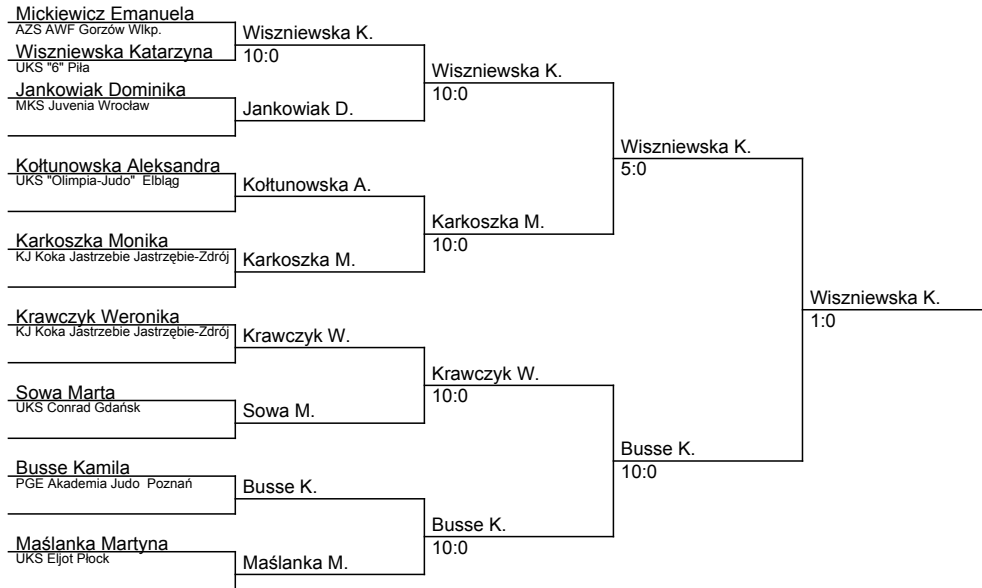 Mickiewicz Emanuela
AZS AWF Gorzów Wlkp.
Wiszniewska Katarzyna
UKS "6" Piła
Jankowiak Dominika
MKS Juvenia Wrocław
Kołtunowska Aleksandra
UKS "Olimpia-Judo" Elbląg
Karkoszka Monika
KJ Koka Jastrzebie Jastrzębie-Zdrój
Krawczyk Weronika
KJ Koka Jastrzebie Jastrzębie-Zdrój
Sowa Marta
UKS Conrad Gdańsk
Busse Kamila
PGE Akademia Judo Poznań
Maślanka Martyna
UKS Eljot Płock
Wiszniewska K.
10:0
Jankowiak D.
Kołtunowska A.
Karkoszka M.
Krawczyk W.
Sowa M.
Busse K.
Maślanka M.
Wiszniewska K.
10:0
Karkoszka M.
10:0
Krawczyk W.
10:0
Busse K.
10:0
Wiszniewska K.
5:0
Busse K.
10:0
Wiszniewska K.
1:0